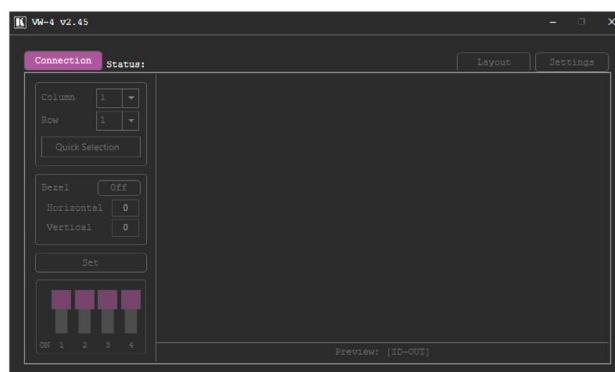 VW-4 v2.45
Connection Status:
Layout Settings
Column 1
Row 1
Quick Selection
Bezel Off
Horizontal 0
Vertical 0
Set
ON 1 2 3 4
Preview: [ID-OUT]